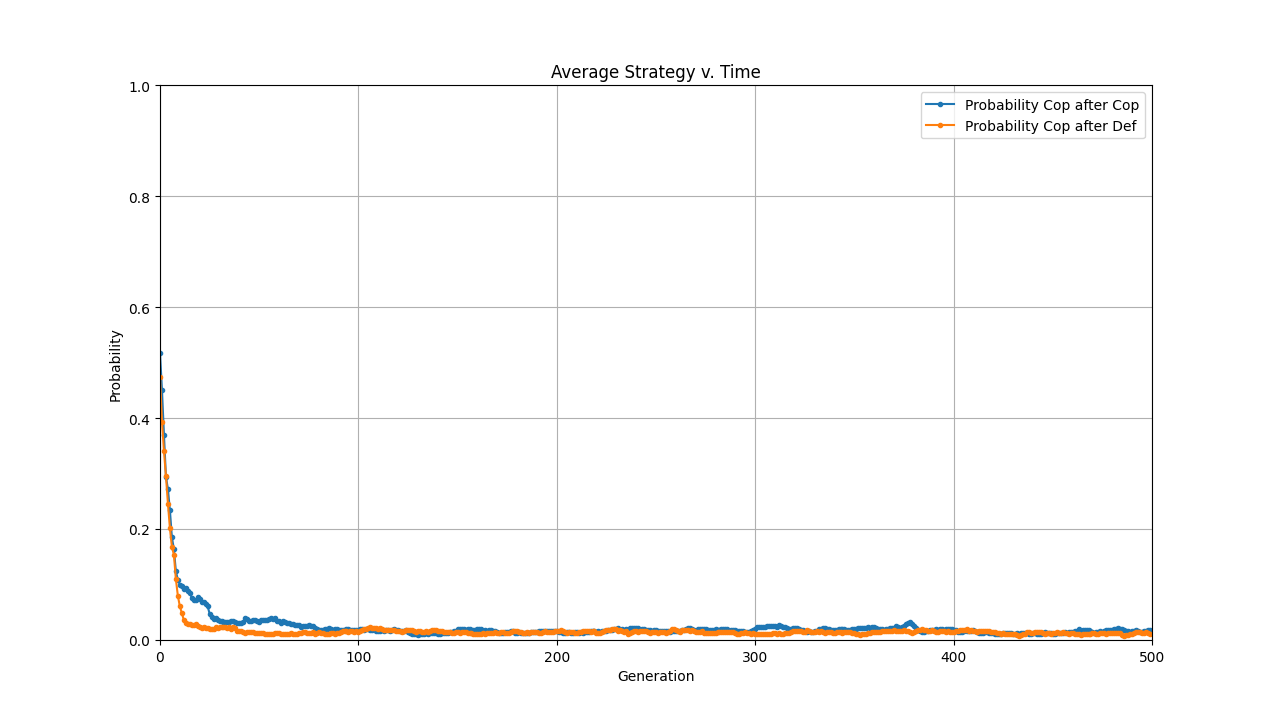 Average Strategy v. Time
Probability Cop after Cop
Probability Cop after Def
1.0
0.8
0.6
0.4
0.2
0.0
Probability
0
100
200
300
400
500
Generation